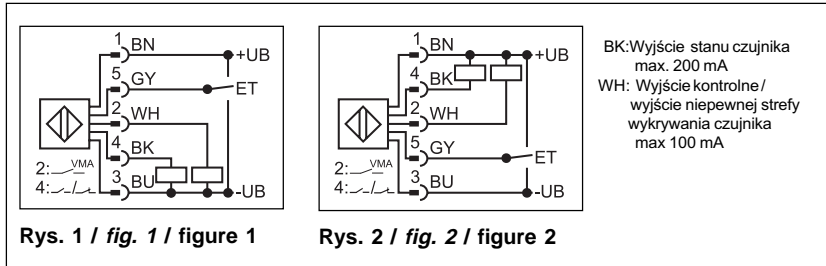 1 BN
+UB
5 GY
ET
2 WH
4 BK
3 BU
-UB
2: VMA
4:
Rys. 1 / fig. 1 / figure 1
1 BN
+UB
4 BK
2 WH
5 GY
ET
3 BU
-UB
2: VMA
4:
Rys. 2 / fig. 2 / figure 2
BK:Wyjście stanu czujnika
max. 200 mA
WH: Wyjście kontrolne/
wyjście niepewnej strefy
wykrywania czujnika
max 100 mA